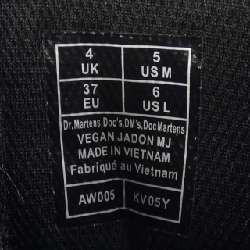 4 5
UK US M
37 6
EU US L
Dr.Martens.Doc's.DM's.Doc Martens
VEGAN JADON MJ
MADE IN VIETNAM
Fabriqué au Vietnam
AW005 KV05Y